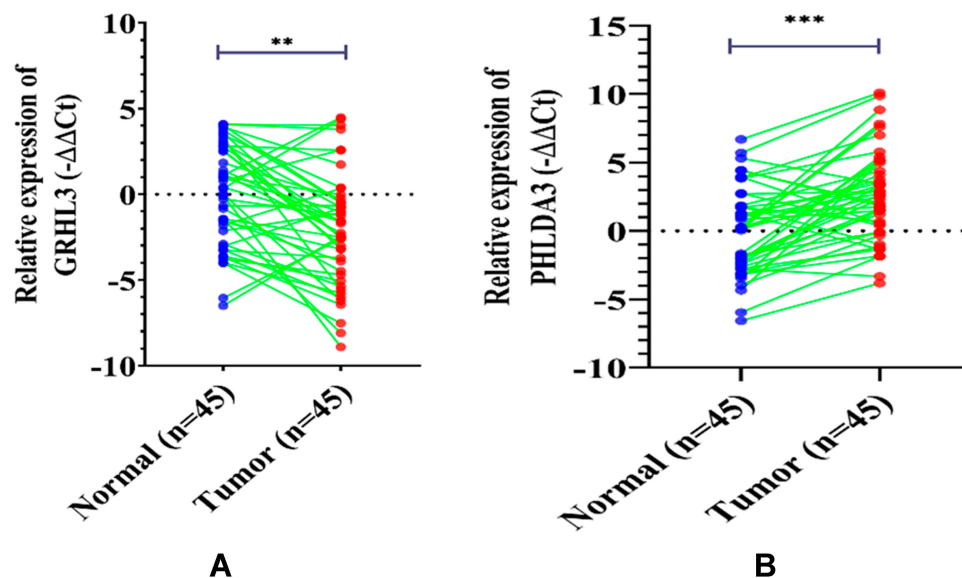 10
5
0
-5
-10
Relative expression of
GRHL3 (-ΔΔCt)
**
Normal (n=45)
Tumor (n=45)
A
15
10
5
0
-5
-10
Relative expression of
PHLDA3 (-ΔΔCt)
***
Normal (n=45)
Tumor (n=45)
B